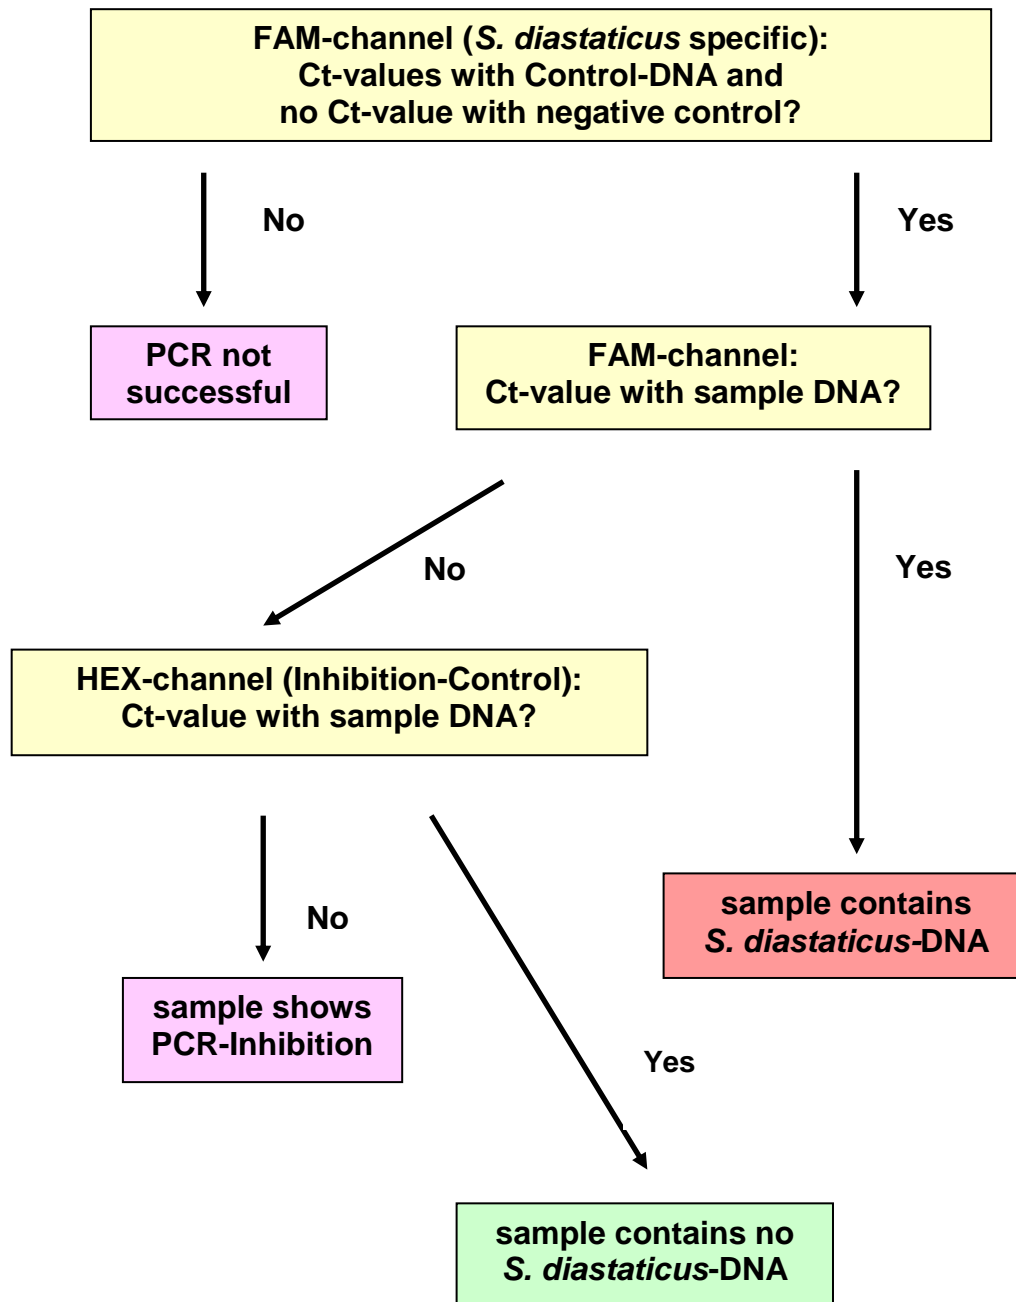 FAM-channel (S. diastaticus specific):
Ct-values with Control-DNA and
no Ct-value with negative control?
No
Yes
PCR not
successful
FAM-channel:
Ct-value with sample DNA?
No
Yes
HEX-channel (Inhibition-Control):
Ct-value with sample DNA?
No
Yes
sample contains
S. diastaticus-DNA
sample shows
PCR-Inhibition
sample contains no
S. diastaticus-DNA